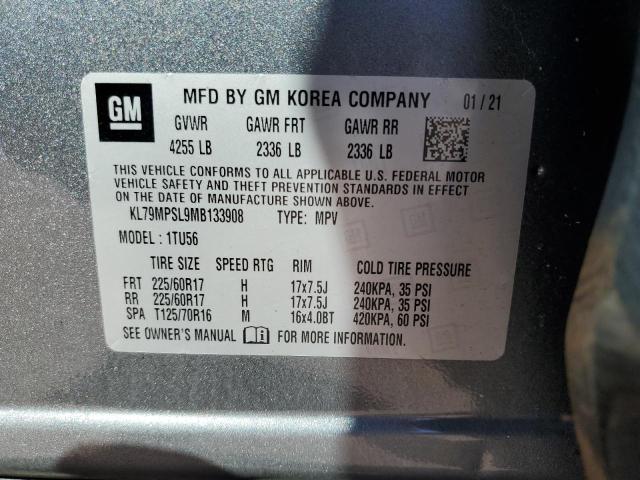 GM MFD BY GM KOREA COMPANY 01/21
GVWR GAWR FRT GAWR RR
4255 LB 2336 LB 2336 LB
THIS VEHICLE CONFORMS TO ALL APPLICABLE U.S. FEDERAL MOTOR
VEHICLE SAFETY AND THEFT PREVENTION STANDARDS IN EFFECT
ON THE DATE OF MANUFACTURE SHOWN ABOVE.
KL79MPSL9MB133908 TYPE: MPV
MODEL: 1TU56
TIRE SIZE SPEED RTG RIM COLD TIRE PRESSURE
FRT 225/60R17 H 17x7.5J 240KPA, 35 PSI
RR 225/60R17 H 17x7.5J 240KPA, 35 PSI
SPA T125/70R16 M 16x4.0BT 420KPA, 60 PSI
SEE OWNER'S MANUAL FOR MORE INFORMATION.